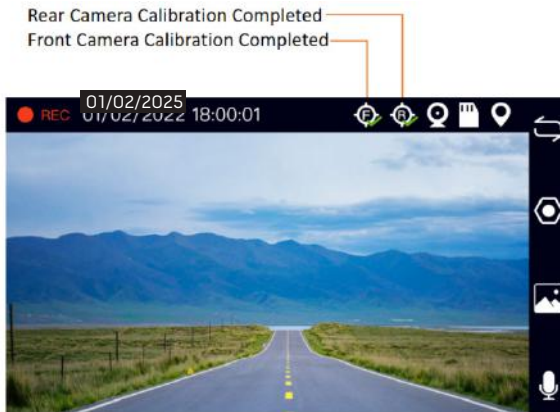 Rear Camera Calibration Completed
Front Camera Calibration Completed
01/02/2025
REC 01/02/2022 18:00:01
F R